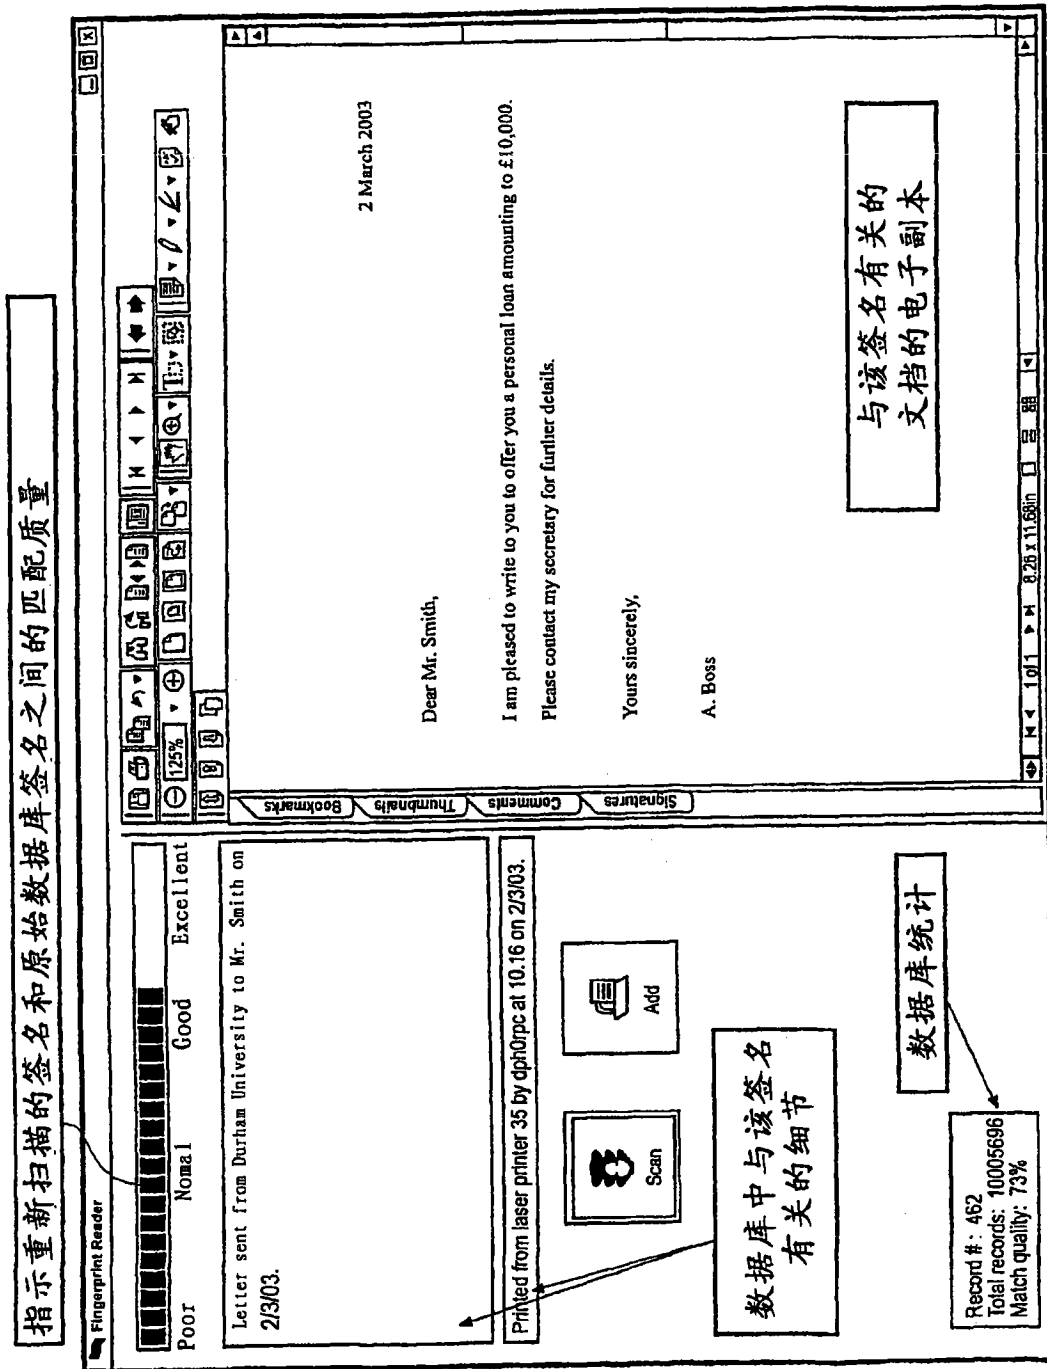 指示重新扫描的签名和原始数据库签名之间的匹配质量
Fingerprint Reader
Poor Nomal Good Excellent
Letter sent from Durham University to Mr. Smith on
2/3/03.
Printed from laser printer 35 by dph0rpc at 10.16 on 2/3/03.
Scan
Add
数据库中与该签名
有关的细节
数据库统计
Record #: 462
Total records: 10005696
Match quality: 73%
125%
Bookmarks
Thumbnails
Comments
Signatures
2 March 2003
Dear Mr. Smith,
I am pleased to write to you to offer you a personal loan amounting to £10,000.
Please contact my secretary for further details.
Yours sincerely,
A. Boss
与该签名有关的
文档的电子副本
1 of 1
8.26 x 11.68in